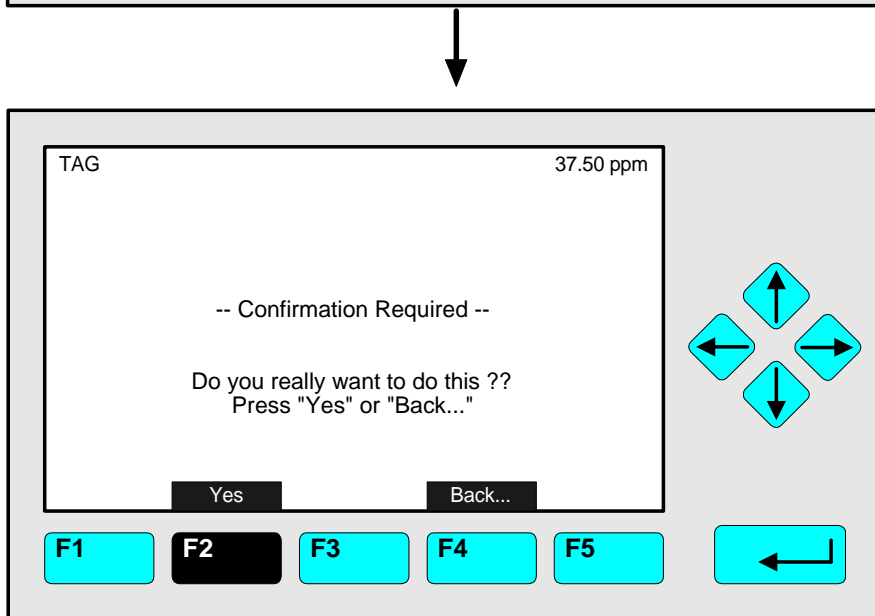 TAG 37.50 ppm
-- Confirmation Required --
Do you really want to do this ??
Press "Yes" or "Back..."
Yes Back...
F1 F2 F3 F4 F5